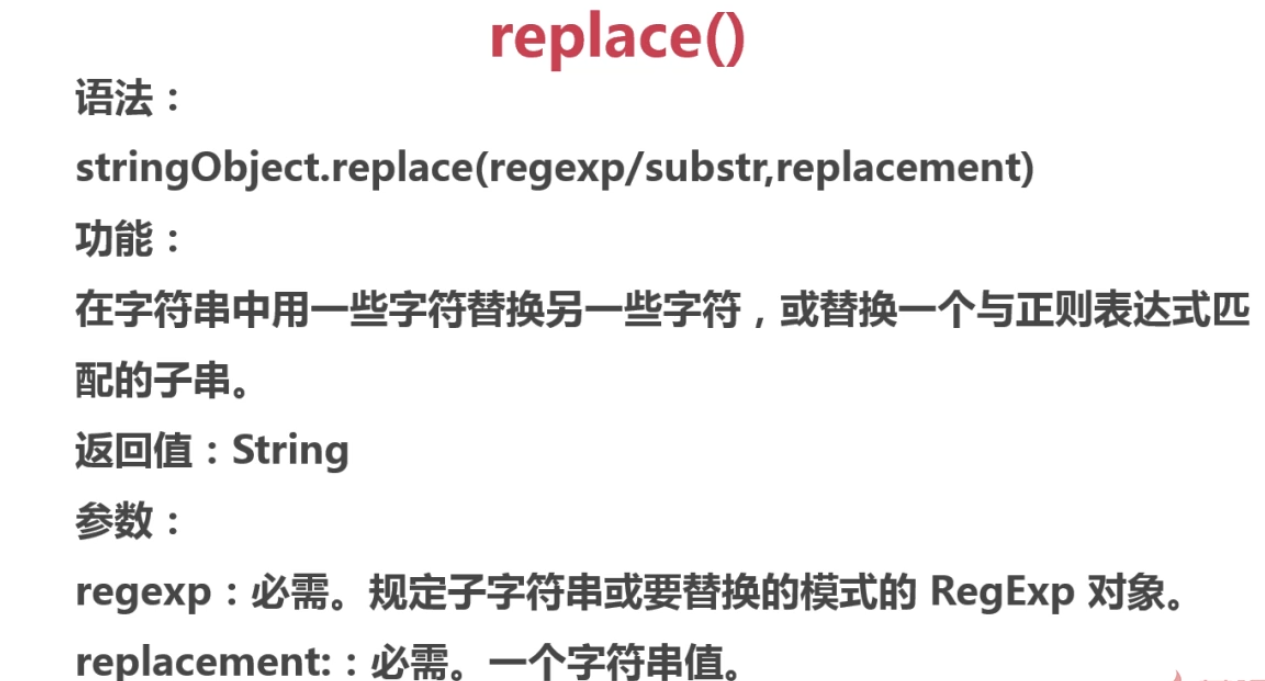 replace()
语法：
stringObject.replace(regexp/substr,replacement)
功能：
在字符串中用一些字符替换另一些字符，或替换一个与正则表达式匹
配的子串。
返回值：String
参数：
regexp：必需。规定子字符串或要替换的模式的 RegExp 对象。
replacement:：必需。一个字符串值。